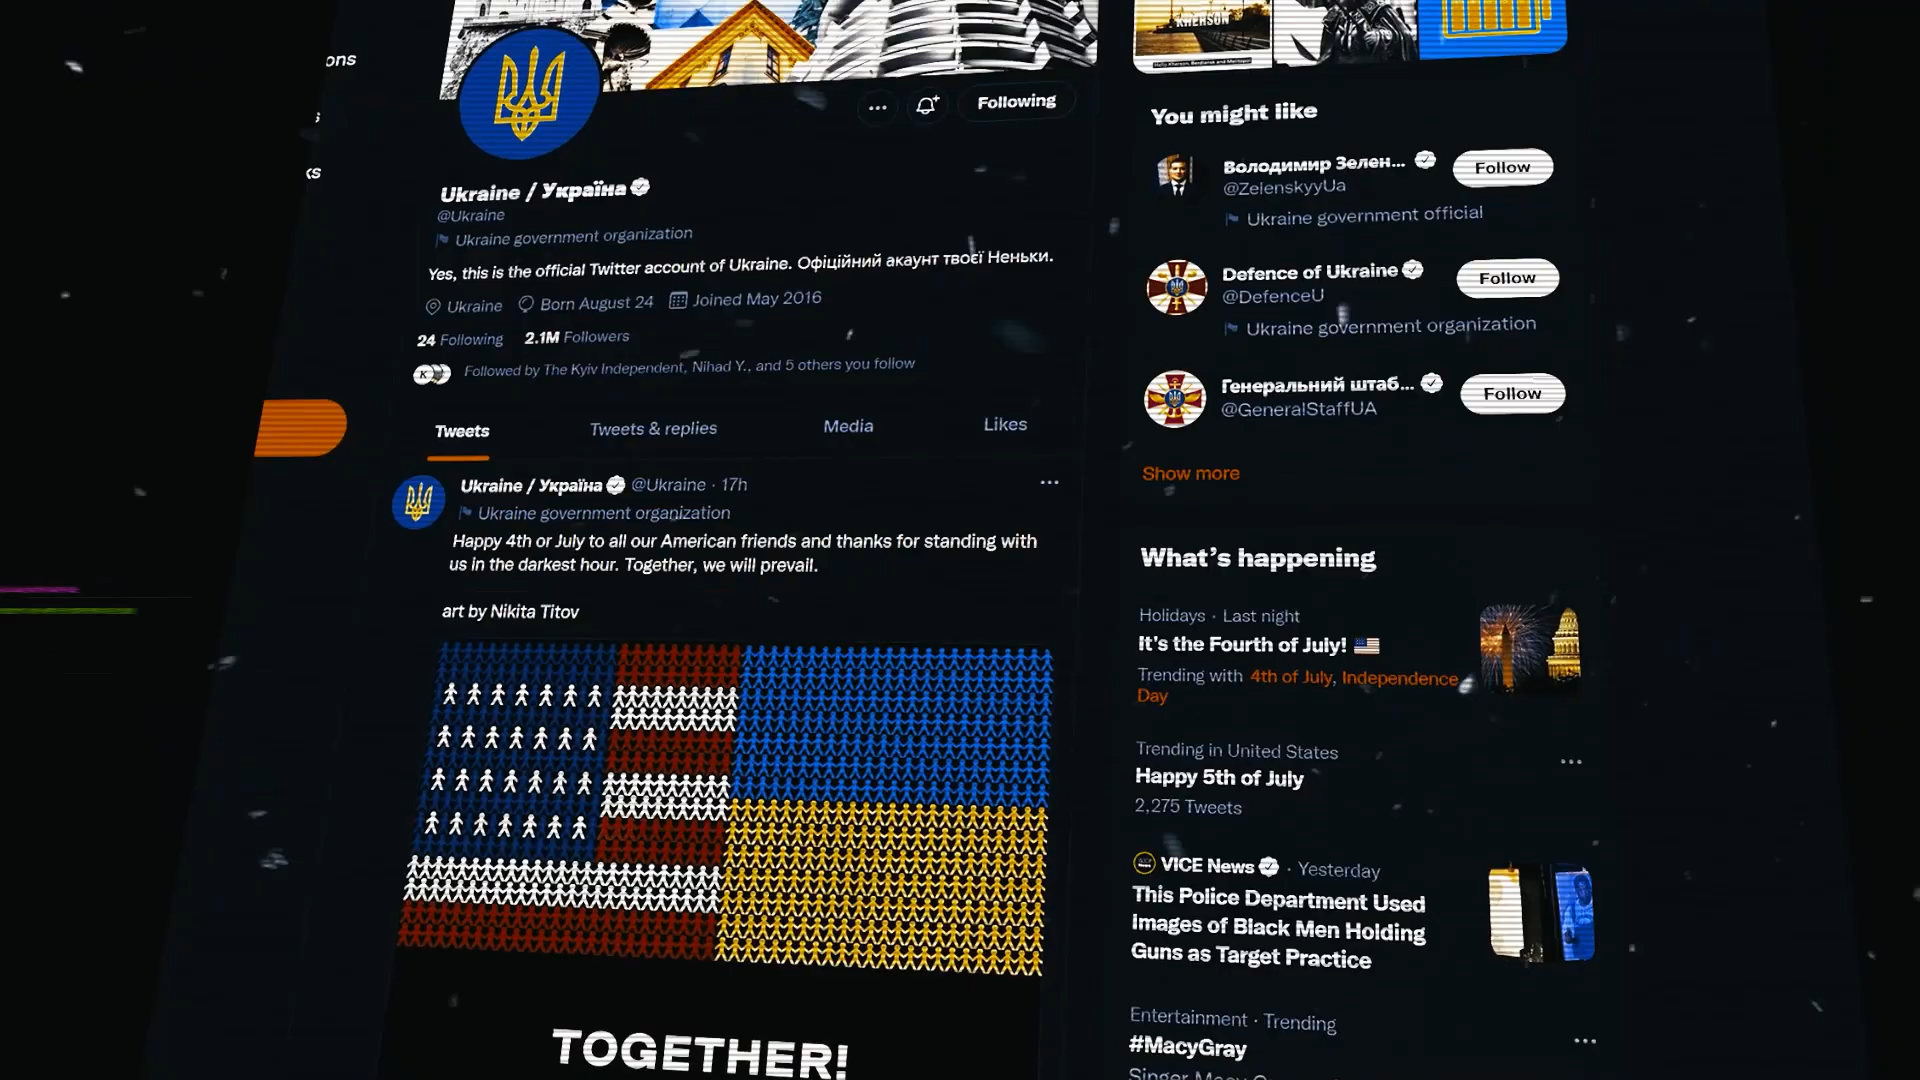 ons
ks
KHERSON
Following
Ukraine / Україна
@Ukraine
Ukraine government organization
Yes, this is the official Twitter account of Ukraine. Офіційний акаунт твоєї Неньки.
Ukraine Born August 24 Joined May 2016
24 Following 2.1M Followers
Followed by The Kyiv Independent, Nihad Y., and 5 others you follow
Tweets Tweets & replies Media Likes
Ukraine / Україна @Ukraine · 17h
Ukraine government organization
Happy 4th or July to all our American friends and thanks for standing with
us in the darkest hour. Together, we will prevail.
art by Nikita Titov
TOGETHER!
You might like
Володимир Зелен...
@ZelenskyyUa
Follow
Ukraine government official
Defence of Ukraine
@DefenceU
Follow
Ukraine government organization
Генеральний штаб...
@GeneralStaffUA
Follow
Show more
What's happening
Holidays · Last night
It's the Fourth of July!
Trending with 4th of July, Independence
Day
Trending in United States
Happy 5th of July
2,275 Tweets
VICE News · Yesterday
This Police Department Used
Images of Black Men Holding
Guns as Target Practice
Entertainment · Trending
#MacyGray
Singer Macy